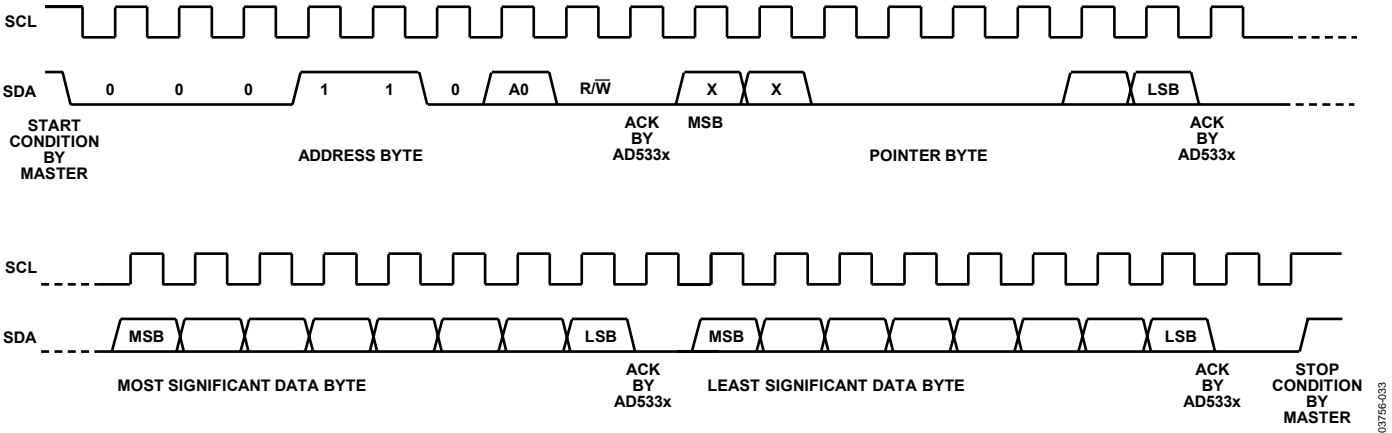 SCL
SDA
0 0 0 1 1 0 A0 R/W̅ X X LSB
START
CONDITION
BY
MASTER
ADDRESS BYTE
ACK
BY
AD533x
MSB
POINTER BYTE
ACK
BY
AD533x
SCL
SDA
MSB LSB MSB LSB
MOST SIGNIFICANT DATA BYTE
ACK
BY
AD533x
LEAST SIGNIFICANT DATA BYTE
ACK
BY
AD533x
STOP
CONDITION
BY
MASTER
03756-033